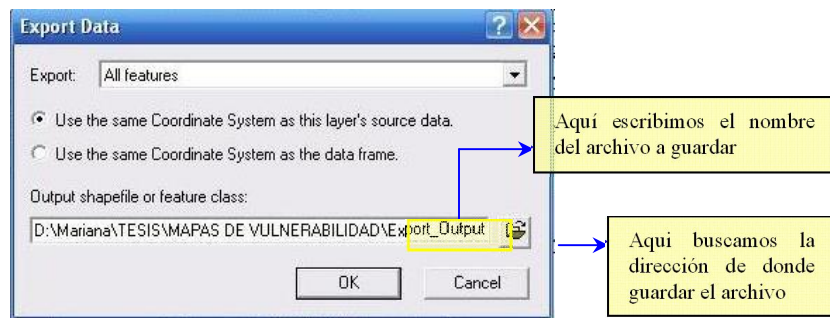 Export Data
Export: All features
Use the same Coordinate System as this layer's source data.
Use the same Coordinate System as the data frame.
Output shapefile or feature class:
D:\Mariana\TESIS\MAPAS DE VULNERABILIDAD\Export_Output
OK Cancel
Aquí escribimos el nombre
del archivo a guardar
Aqui buscamos la
dirección de donde
guardar el archivo